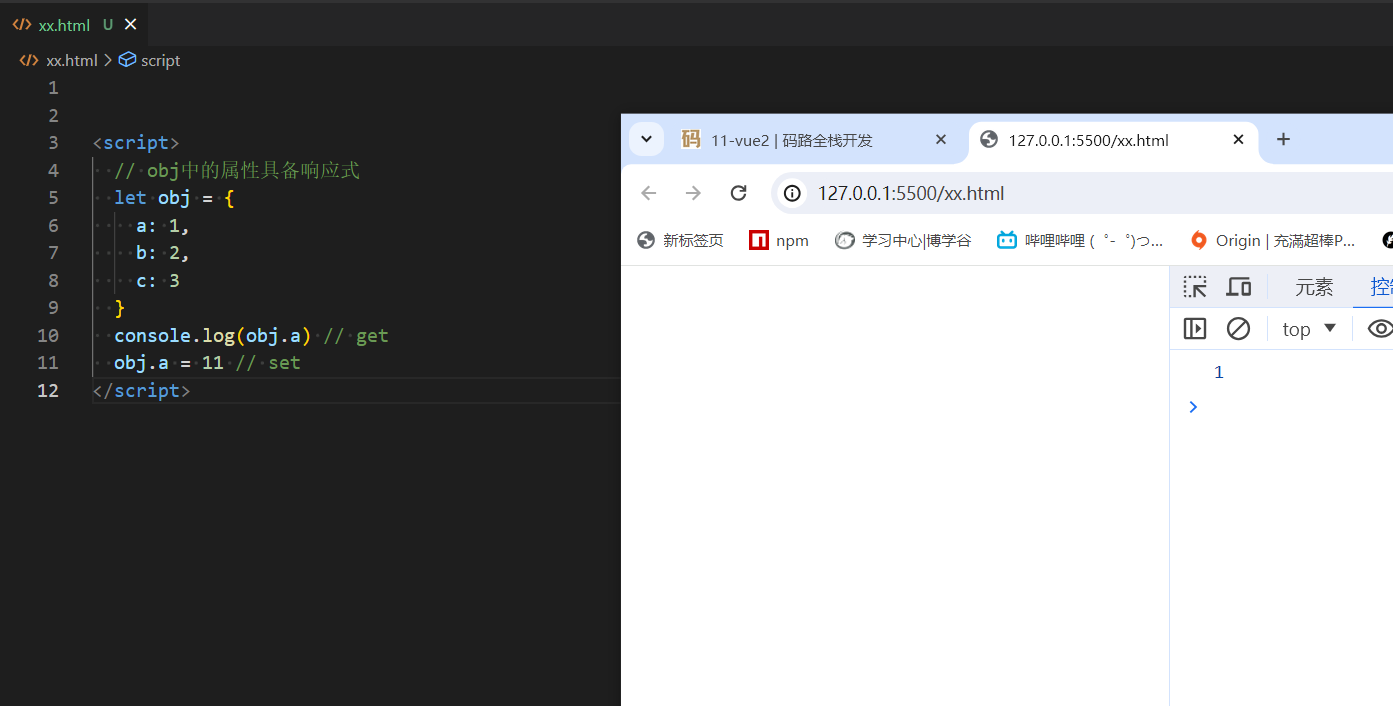 xx.html U
xx.html script
1
2
3 <script>
4 // obj中的属性具备响应式
5 let obj = {
6 a: 1,
7 b: 2,
8 c: 3
9 }
10 console.log(obj.a) // get
11 obj.a = 11 // set
12 </script>
码 11-vue2 | 码路全栈开发
127.0.0.1:5500/xx.html
127.0.0.1:5500/xx.html
新标签页
npm
学习中心|博学谷
哔哩哔哩 (゜-゜)つ...
Origin | 充滿超棒P...
元素
top
1